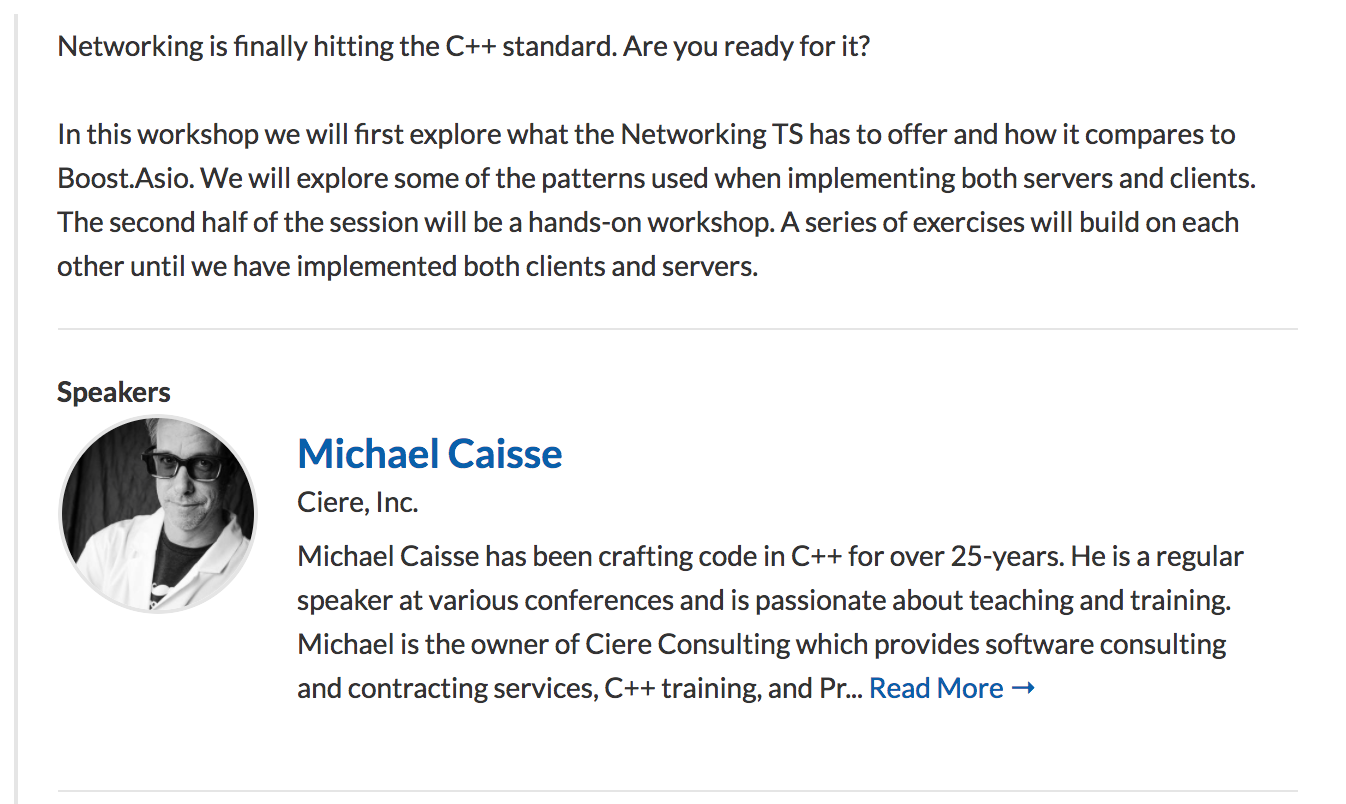 Networking is finally hitting the C++ standard. Are you ready for it?
In this workshop we will first explore what the Networking TS has to offer and how it compares to
Boost.Asio. We will explore some of the patterns used when implementing both servers and clients.
The second half of the session will be a hands-on workshop. A series of exercises will build on each
other until we have implemented both clients and servers.
Speakers
Michael Caisse
Ciere, Inc.
Michael Caisse has been crafting code in C++ for over 25-years. He is a regular
speaker at various conferences and is passionate about teaching and training.
Michael is the owner of Ciere Consulting which provides software consulting
and contracting services, C++ training, and Pr... Read More →